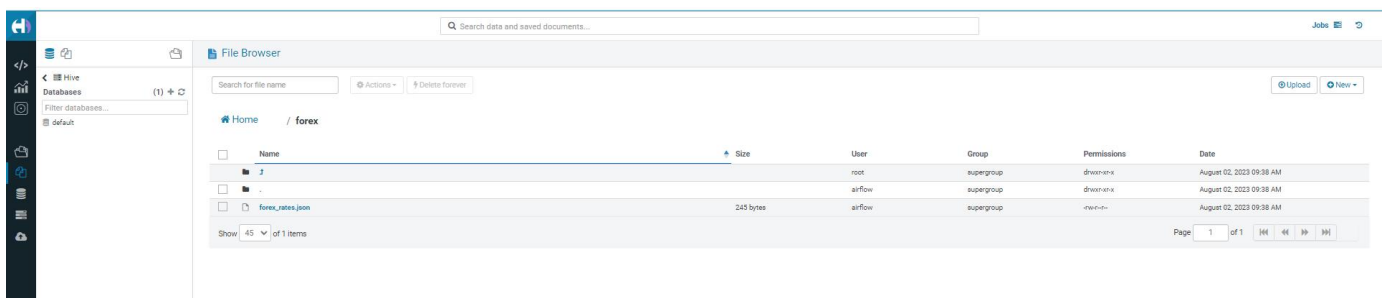 Search data and saved documents...
Jobs
File Browser
Hive
Databases (1)
Filter databases...
default
Search for file name
Actions
Delete forever
Upload
New
Home / forex
Name Size User Group Permissions Date
root supergroup drwxr-xr-x August 02, 2023 09:38 AM
. airflow supergroup drwxr-xr-x August 02, 2023 09:38 AM
forex_rates.json 245 bytes airflow supergroup -rw-r--r-- August 02, 2023 09:38 AM
Show 45 of 1 items
Page 1 of 1